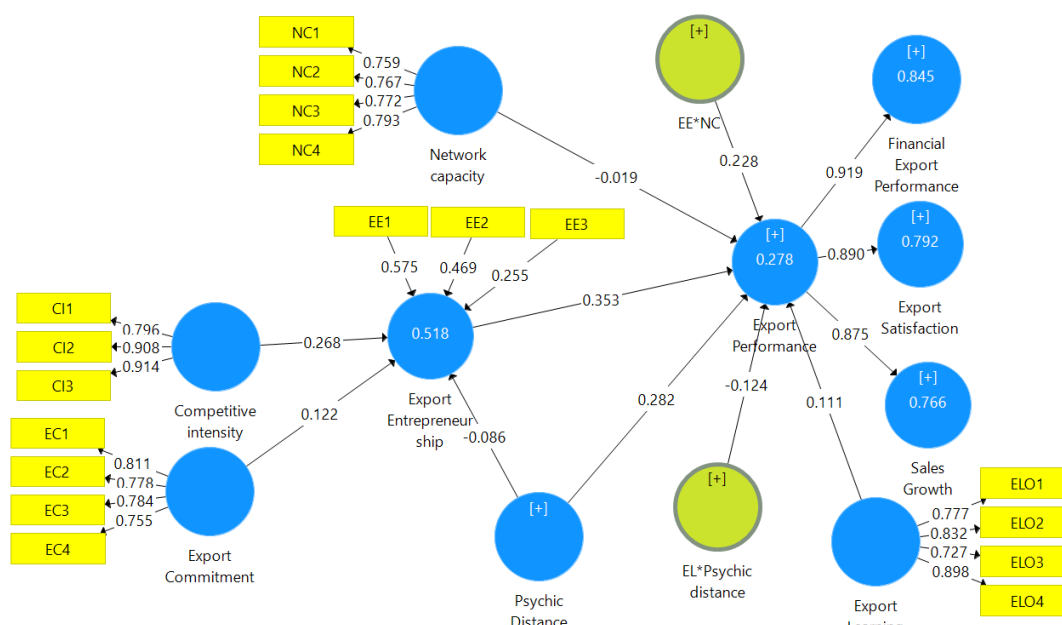 NC1
NC2
NC3
NC4
0.759
0.767
0.772
0.793
Network
capacity
[+]
EE*NC
0.228
-0.019
[+]
0.845
Financial
Export
Performance
0.919
[+]
0.792
Export
Satisfaction
0.890
[+]
0.278
Export
Performance
0.875
[+]
0.766
Sales
Growth
EE1
EE2
EE3
0.575
0.469
0.255
0.518
Export
Entrepreneur
ship
0.353
CI1
CI2
CI3
0.796
0.908
0.914
Competitive
intensity
0.268
EC1
EC2
EC3
EC4
0.811
0.778
0.784
0.755
Export
Commitment
0.122
-0.086
[+]
Psychic
Distance
0.282
[+]
EL*Psychic
distance
-0.124
0.111
Export
ELO1
ELO2
ELO3
ELO4
0.777
0.832
0.727
0.898